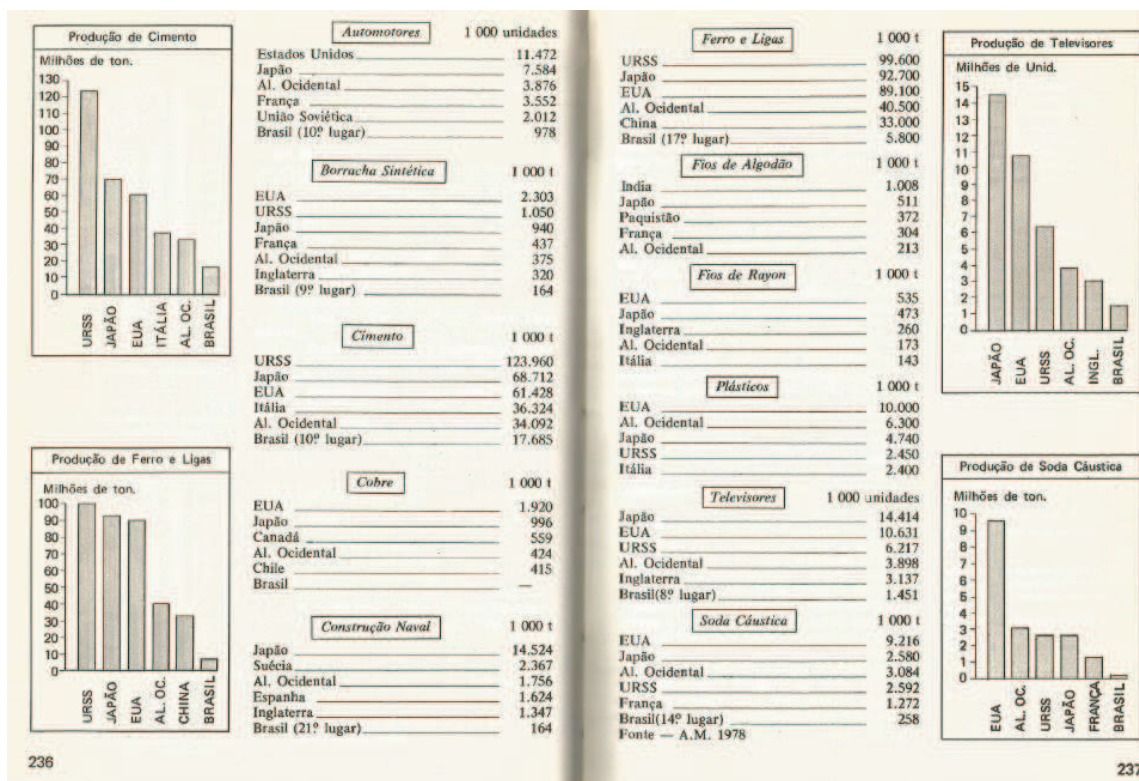 Produção de Cimento
Milhões de ton.
130
120
110
100
90
80
70
60
50
40
30
20
10
0
URSS
JAPÃO
EUA
ITÁLIA
AL. OC.
BRASIL
Produção de Ferro e Ligas
Milhões de ton.
100
90
80
70
60
50
40
30
20
10
0
URSS
JAPÃO
EUA
AL. OC.
CHINA
BRASIL
236
Automotores 1 000 unidades
Estados Unidos 11.472
Japão 7.584
Al. Ocidental 3.876
França 3.552
União Soviética 2.012
Brasil (10º lugar) 978
Borracha Sintética 1 000 t
EUA 2.303
URSS 1.050
Japão 940
França 437
Al. Ocidental 375
Inglaterra 320
Brasil (9º lugar) 164
Cimento 1 000 t
URSS 123.960
Japão 68.712
EUA 61.428
Itália 36.324
Al. Ocidental 34.092
Brasil (10º lugar) 17.685
Cobre 1 000 t
EUA 1.920
Japão 996
Canadá 559
Al. Ocidental 424
Chile 415
Brasil —
Construção Naval 1 000 t
Japão 14.524
Suécia 2.367
Al. Ocidental 1.756
Espanha 1.624
Inglaterra 1.347
Brasil (21º lugar) 164
Ferro e Ligas 1 000 t
URSS 99.600
Japão 92.700
EUA 89.100
Al. Ocidental 40.500
China 33.000
Brasil (17º lugar) 5.800
Fios de Algodão 1 000 t
India 1.008
Japão 511
Paquistão 372
França 304
Al. Ocidental 213
Fios de Rayon 1 000 t
EUA 535
Japão 473
Inglaterra 260
Al. Ocidental 173
Itália 143
Plásticos 1 000 t
EUA 10.000
Al. Ocidental 6.300
Japão 4.740
URSS 2.450
Itália 2.400
Televisores 1 000 unidades
Japão 14.414
EUA 10.631
URSS 6.217
Al. Ocidental 3.898
Inglaterra 3.137
Brasil(8º lugar) 1.451
Soda Cáustica 1 000 t
EUA 9.216
Japão 2.580
Al. Ocidental 3.084
URSS 2.592
França 1.272
Brasil(14º lugar) 258
Fonte — A.M. 1978
Produção de Televisores
Milhões de Unid.
15
14
13
12
11
10
9
8
7
6
5
4
3
2
1
0
JAPÃO
EUA
URSS
AL. OC.
INGL.
BRASIL
Produção de Soda Cáustica
Milhões de ton.
10
9
8
7
6
5
4
3
2
1
0
EUA
AL. OC.
URSS
JAPÃO
FRANÇA
BRASIL
237